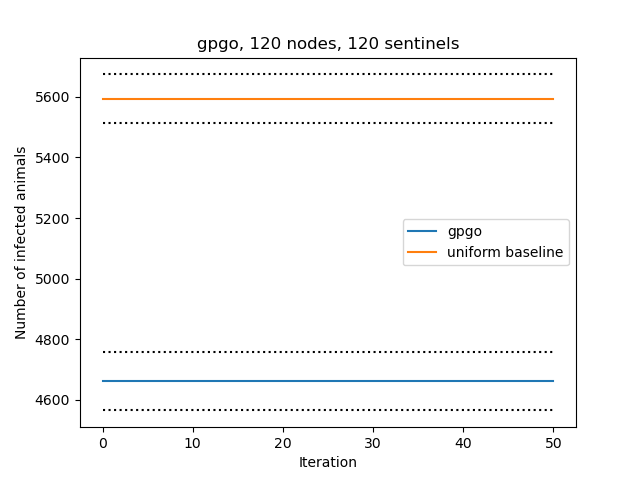 gpgo, 120 nodes, 120 sentinels
Number of infected animals
5600
5400
5200
5000
4800
4600
gpgo
uniform baseline
0 10 20 30 40 50
Iteration